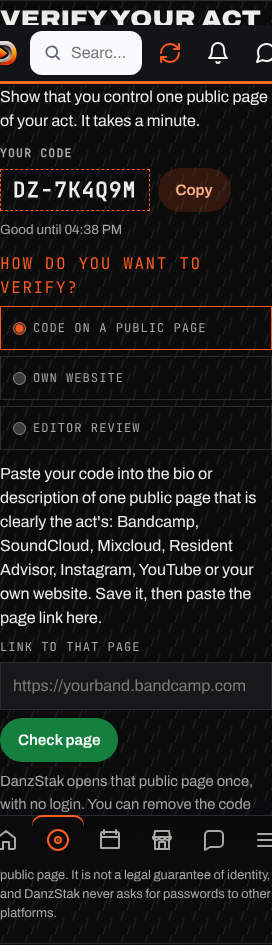 VERIFY YOUR ACT
Searc...
Show that you control one public page
of your act. It takes a minute.
YOUR CODE
DZ-7K4Q9M
Copy
Good until 04:38 PM
HOW DO YOU WANT TO
VERIFY?
CODE ON A PUBLIC PAGE
OWN WEBSITE
EDITOR REVIEW
Paste your code into the bio or
description of one public page that is
clearly the act's: Bandcamp,
SoundCloud, Mixcloud, Resident
Advisor, Instagram, YouTube or your
own website. Save it, then paste the
page link here.
LINK TO THAT PAGE
https://yourband.bandcamp.com
Check page
DanzStak opens that public page once,
with no login. You can remove the code
public page. It is not a legal guarantee of identity,
and DanzStak never asks for passwords to other
platforms.